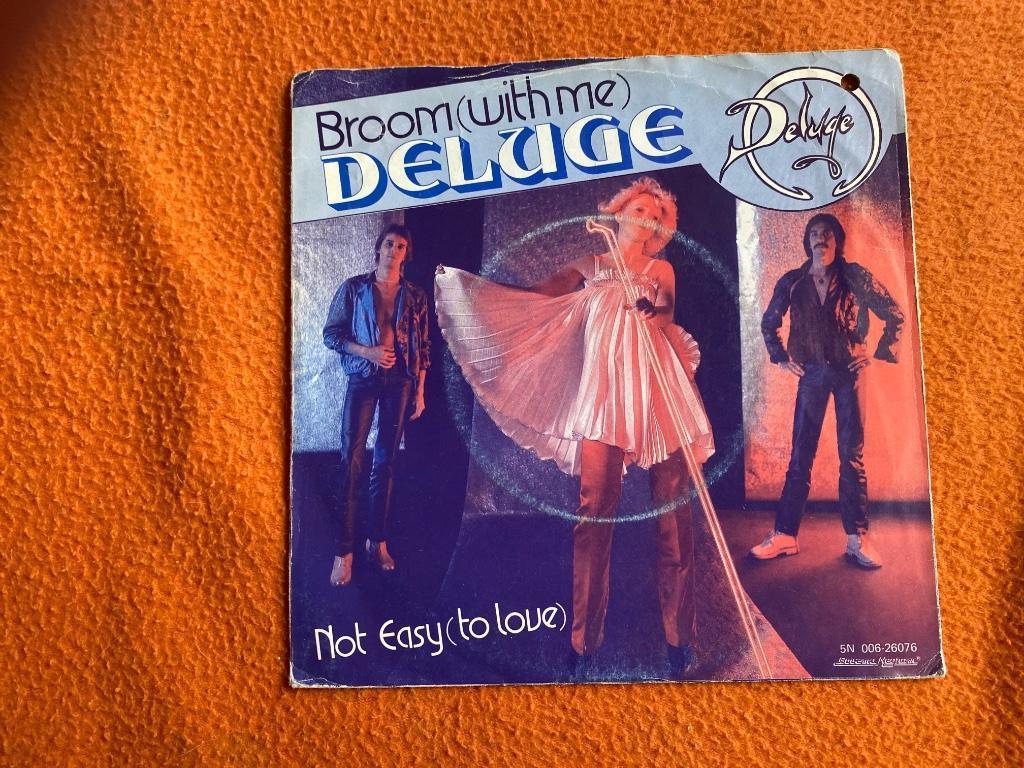 Broom (with me)
DELUGE
Deluge
Not Easy (to love)
5N 006-26076